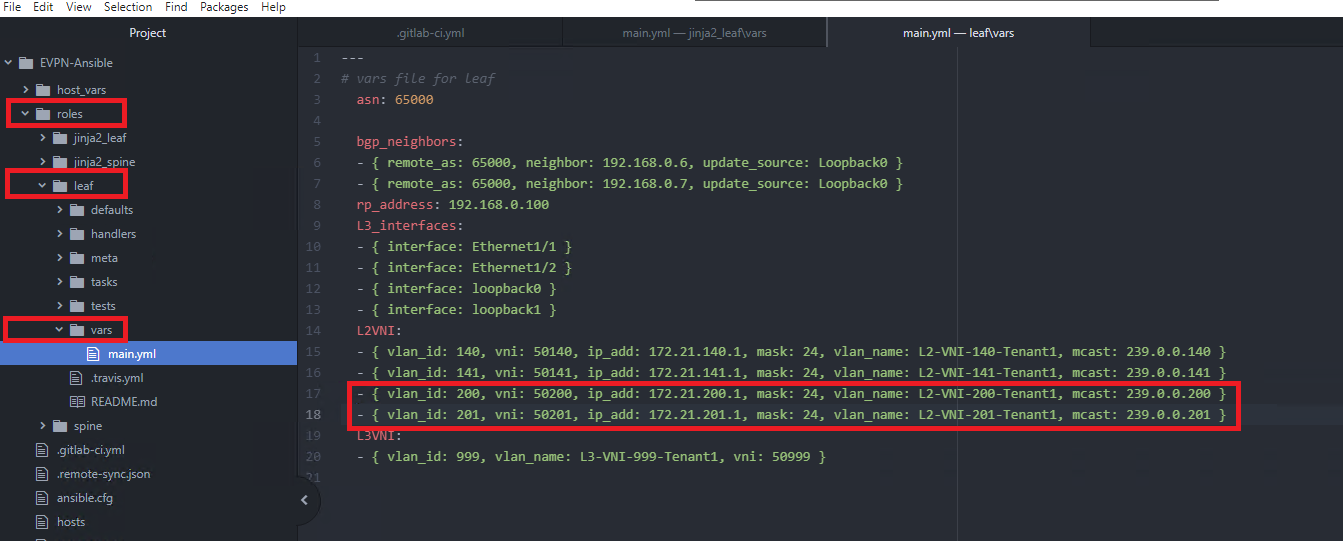 File Edit View Selection Find Packages Help
Project
EVPN-Ansible
host_vars
roles
jinja2_leaf
jinja2_spine
leaf
defaults
handlers
meta
tasks
tests
vars
main.yml
.travis.yml
README.md
spine
.gitlab-ci.yml
.remote-sync.json
ansible.cfg
hosts
.gitlab-ci.yml main.yml — jinja2_leaf\vars main.yml — leaf\vars
1 ---
2 # vars file for leaf
3 asn: 65000
4
5 bgp_neighbors:
6 - { remote_as: 65000, neighbor: 192.168.0.6, update_source: Loopback0 }
7 - { remote_as: 65000, neighbor: 192.168.0.7, update_source: Loopback0 }
8 rp_address: 192.168.0.100
9 L3_interfaces:
10 - { interface: Ethernet1/1 }
11 - { interface: Ethernet1/2 }
12 - { interface: loopback0 }
13 - { interface: loopback1 }
14 L2VNI:
15 - { vlan_id: 140, vni: 50140, ip_add: 172.21.140.1, mask: 24, vlan_name: L2-VNI-140-Tenant1, mcast: 239.0.0.140 }
16 - { vlan_id: 141, vni: 50141, ip_add: 172.21.141.1, mask: 24, vlan_name: L2-VNI-141-Tenant1, mcast: 239.0.0.141 }
17 - { vlan_id: 200, vni: 50200, ip_add: 172.21.200.1, mask: 24, vlan_name: L2-VNI-200-Tenant1, mcast: 239.0.0.200 }
18 - { vlan_id: 201, vni: 50201, ip_add: 172.21.201.1, mask: 24, vlan_name: L2-VNI-201-Tenant1, mcast: 239.0.0.201 }
19 L3VNI:
20 - { vlan_id: 999, vlan_name: L3-VNI-999-Tenant1, vni: 50999 }
21